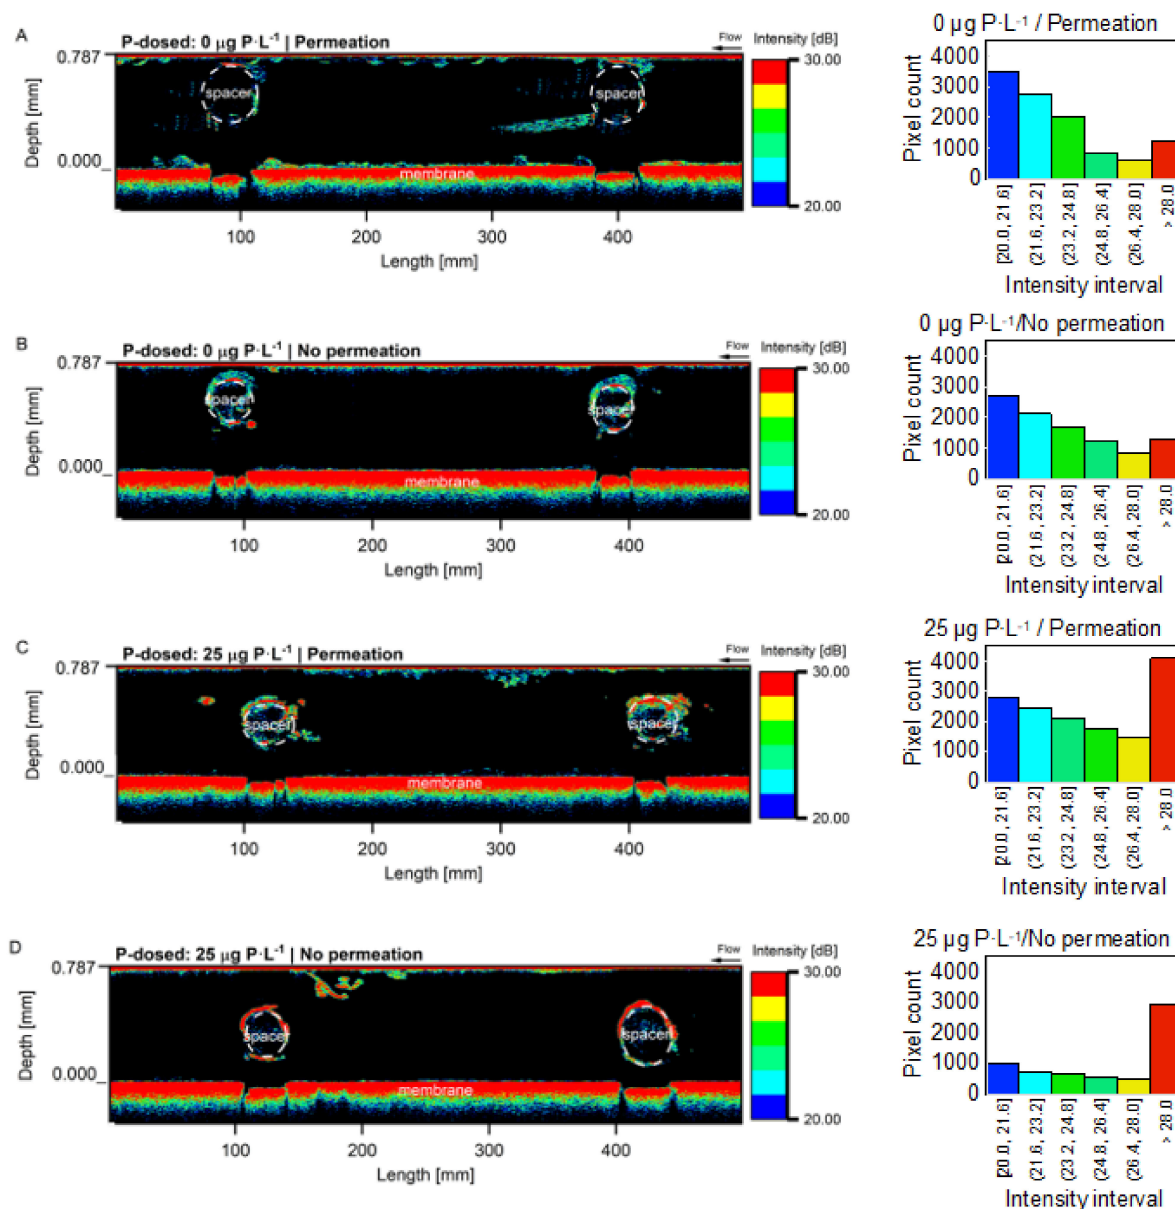 A
P-dosed: 0 µg P·L-1 | Permeation
Flow
Intensity [dB]
0.787
0.000
Depth [mm]
spacer
spacer
membrane
30.00
20.00
100 200 300 400
Length [mm]
0 µg P·L-1 / Permeation
Pixel count
4000
3000
2000
1000
0
[20.0, 21.6]
(21.6, 23.2]
(23.2, 24.8]
(24.8, 26.4]
(26.4, 28.0]
> 28.0
Intensity interval
B
P-dosed: 0 µg P·L-1 | No permeation
Flow
Intensity [dB]
0.787
0.000
Depth [mm]
spacer
spacer
membrane
30.00
20.00
100 200 300 400
Length [mm]
0 µg P·L-1/No permeation
Pixel count
4000
3000
2000
1000
0
[20.0, 21.6]
(21.6, 23.2]
(23.2, 24.8]
(24.8, 26.4]
(26.4, 28.0]
> 28.0
Intensity interval
C
P-dosed: 25 µg P·L-1 | Permeation
Flow
Intensity [dB]
0.787
0.000
Depth [mm]
spacer
spacer
membrane
30.00
20.00
100 200 300 400
Length [mm]
25 µg P·L-1 / Permeation
Pixel count
4000
3000
2000
1000
0
[20.0, 21.6]
(21.6, 23.2]
(23.2, 24.8]
(24.8, 26.4]
(26.4, 28.0]
> 28.0
Intensity interval
D
P-dosed: 25 µg P·L-1 | No permeation
Flow
Intensity [dB]
0.787
0.000
Depth [mm]
spacer
spacer
membrane
30.00
20.00
100 200 300 400
Length [mm]
25 µg P·L-1/No permeation
Pixel count
4000
3000
2000
1000
0
[20.0, 21.6]
(21.6, 23.2]
(23.2, 24.8]
(24.8, 26.4]
(26.4, 28.0]
> 28.0
Intensity interval